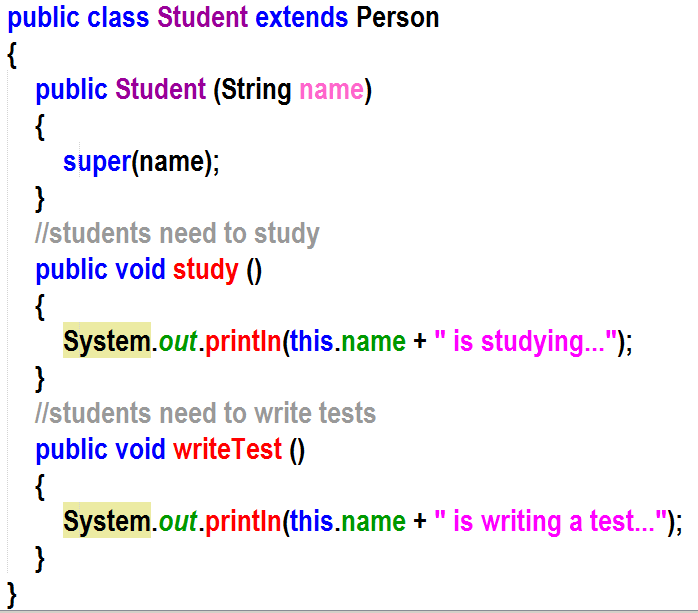 public class Student extends Person
{
public Student (String name)
{
super(name);
}
//students need to study
public void study ()
{
System.out.println(this.name + " is studying...");
}
//students need to write tests
public void writeTest ()
{
System.out.println(this.name + " is writing a test...");
}
}